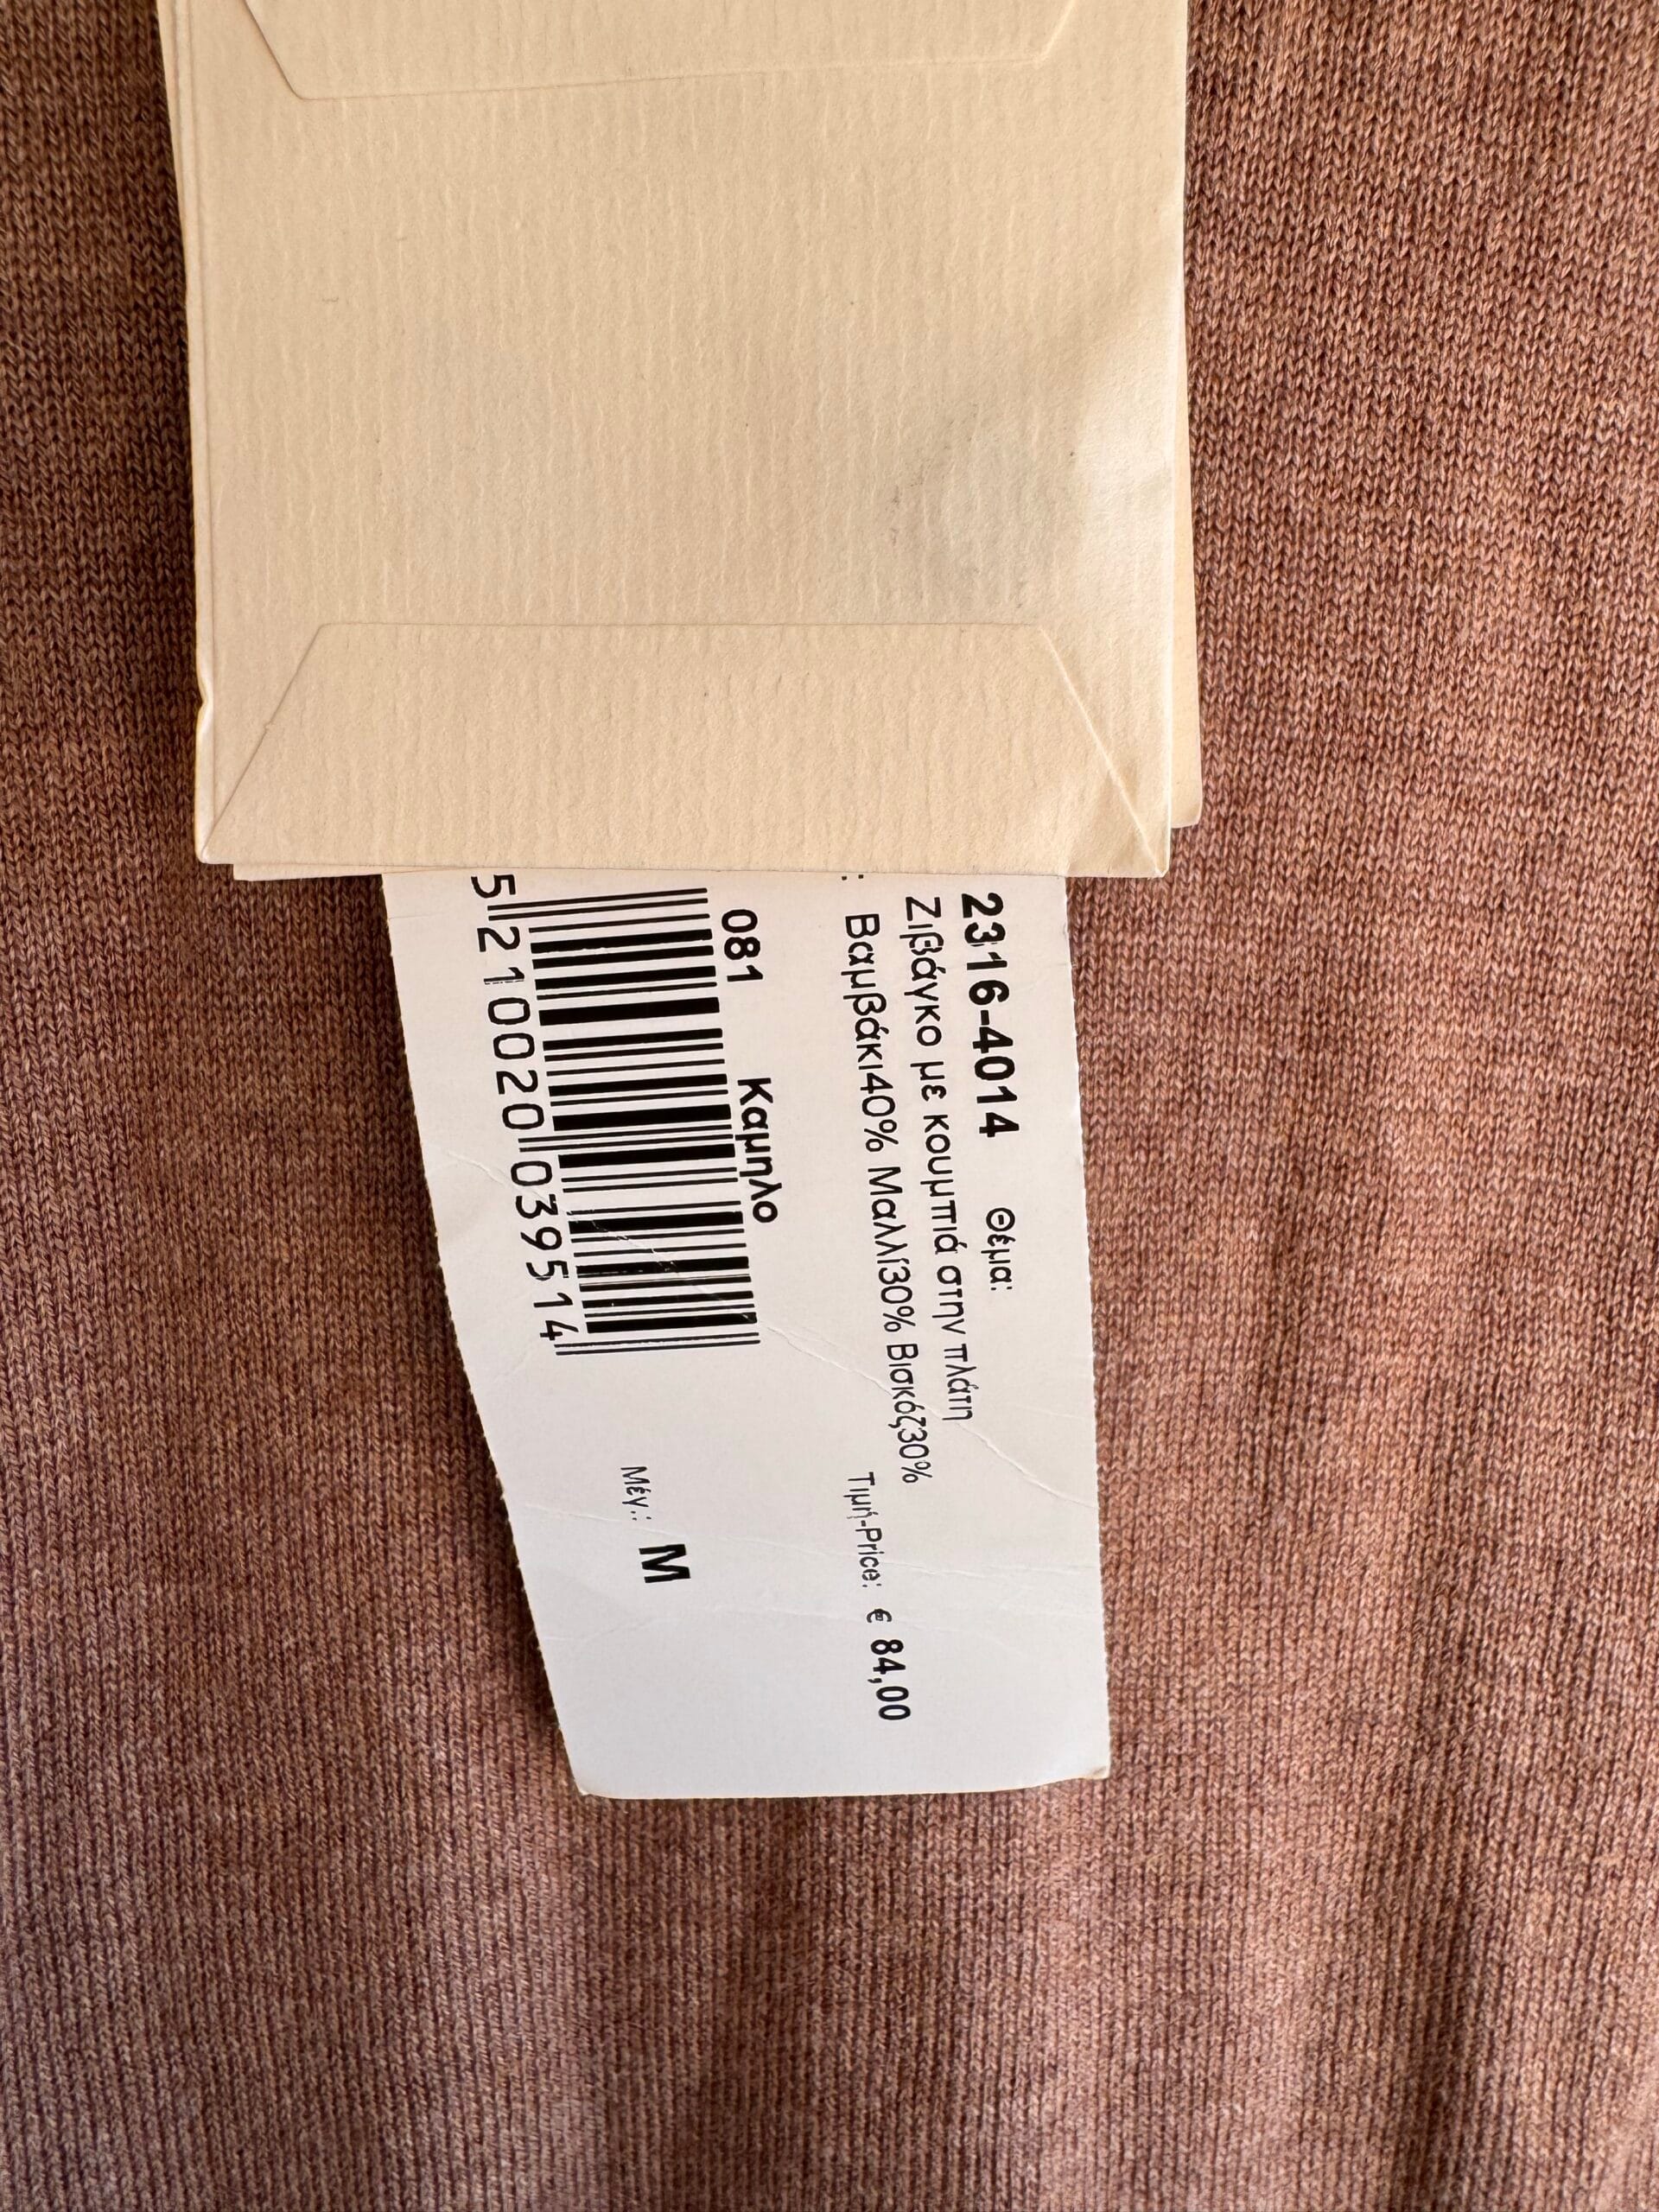 2316-4014 Θέμα:
Ζιβάγκο με κουμπιά στην πλάτη
: Βαμβάκι40% Μαλλί30% Βισκόζ30%
Τιμή-Price: € 84,00
081 Καμηλο
Μέγ.: M
5210020039514